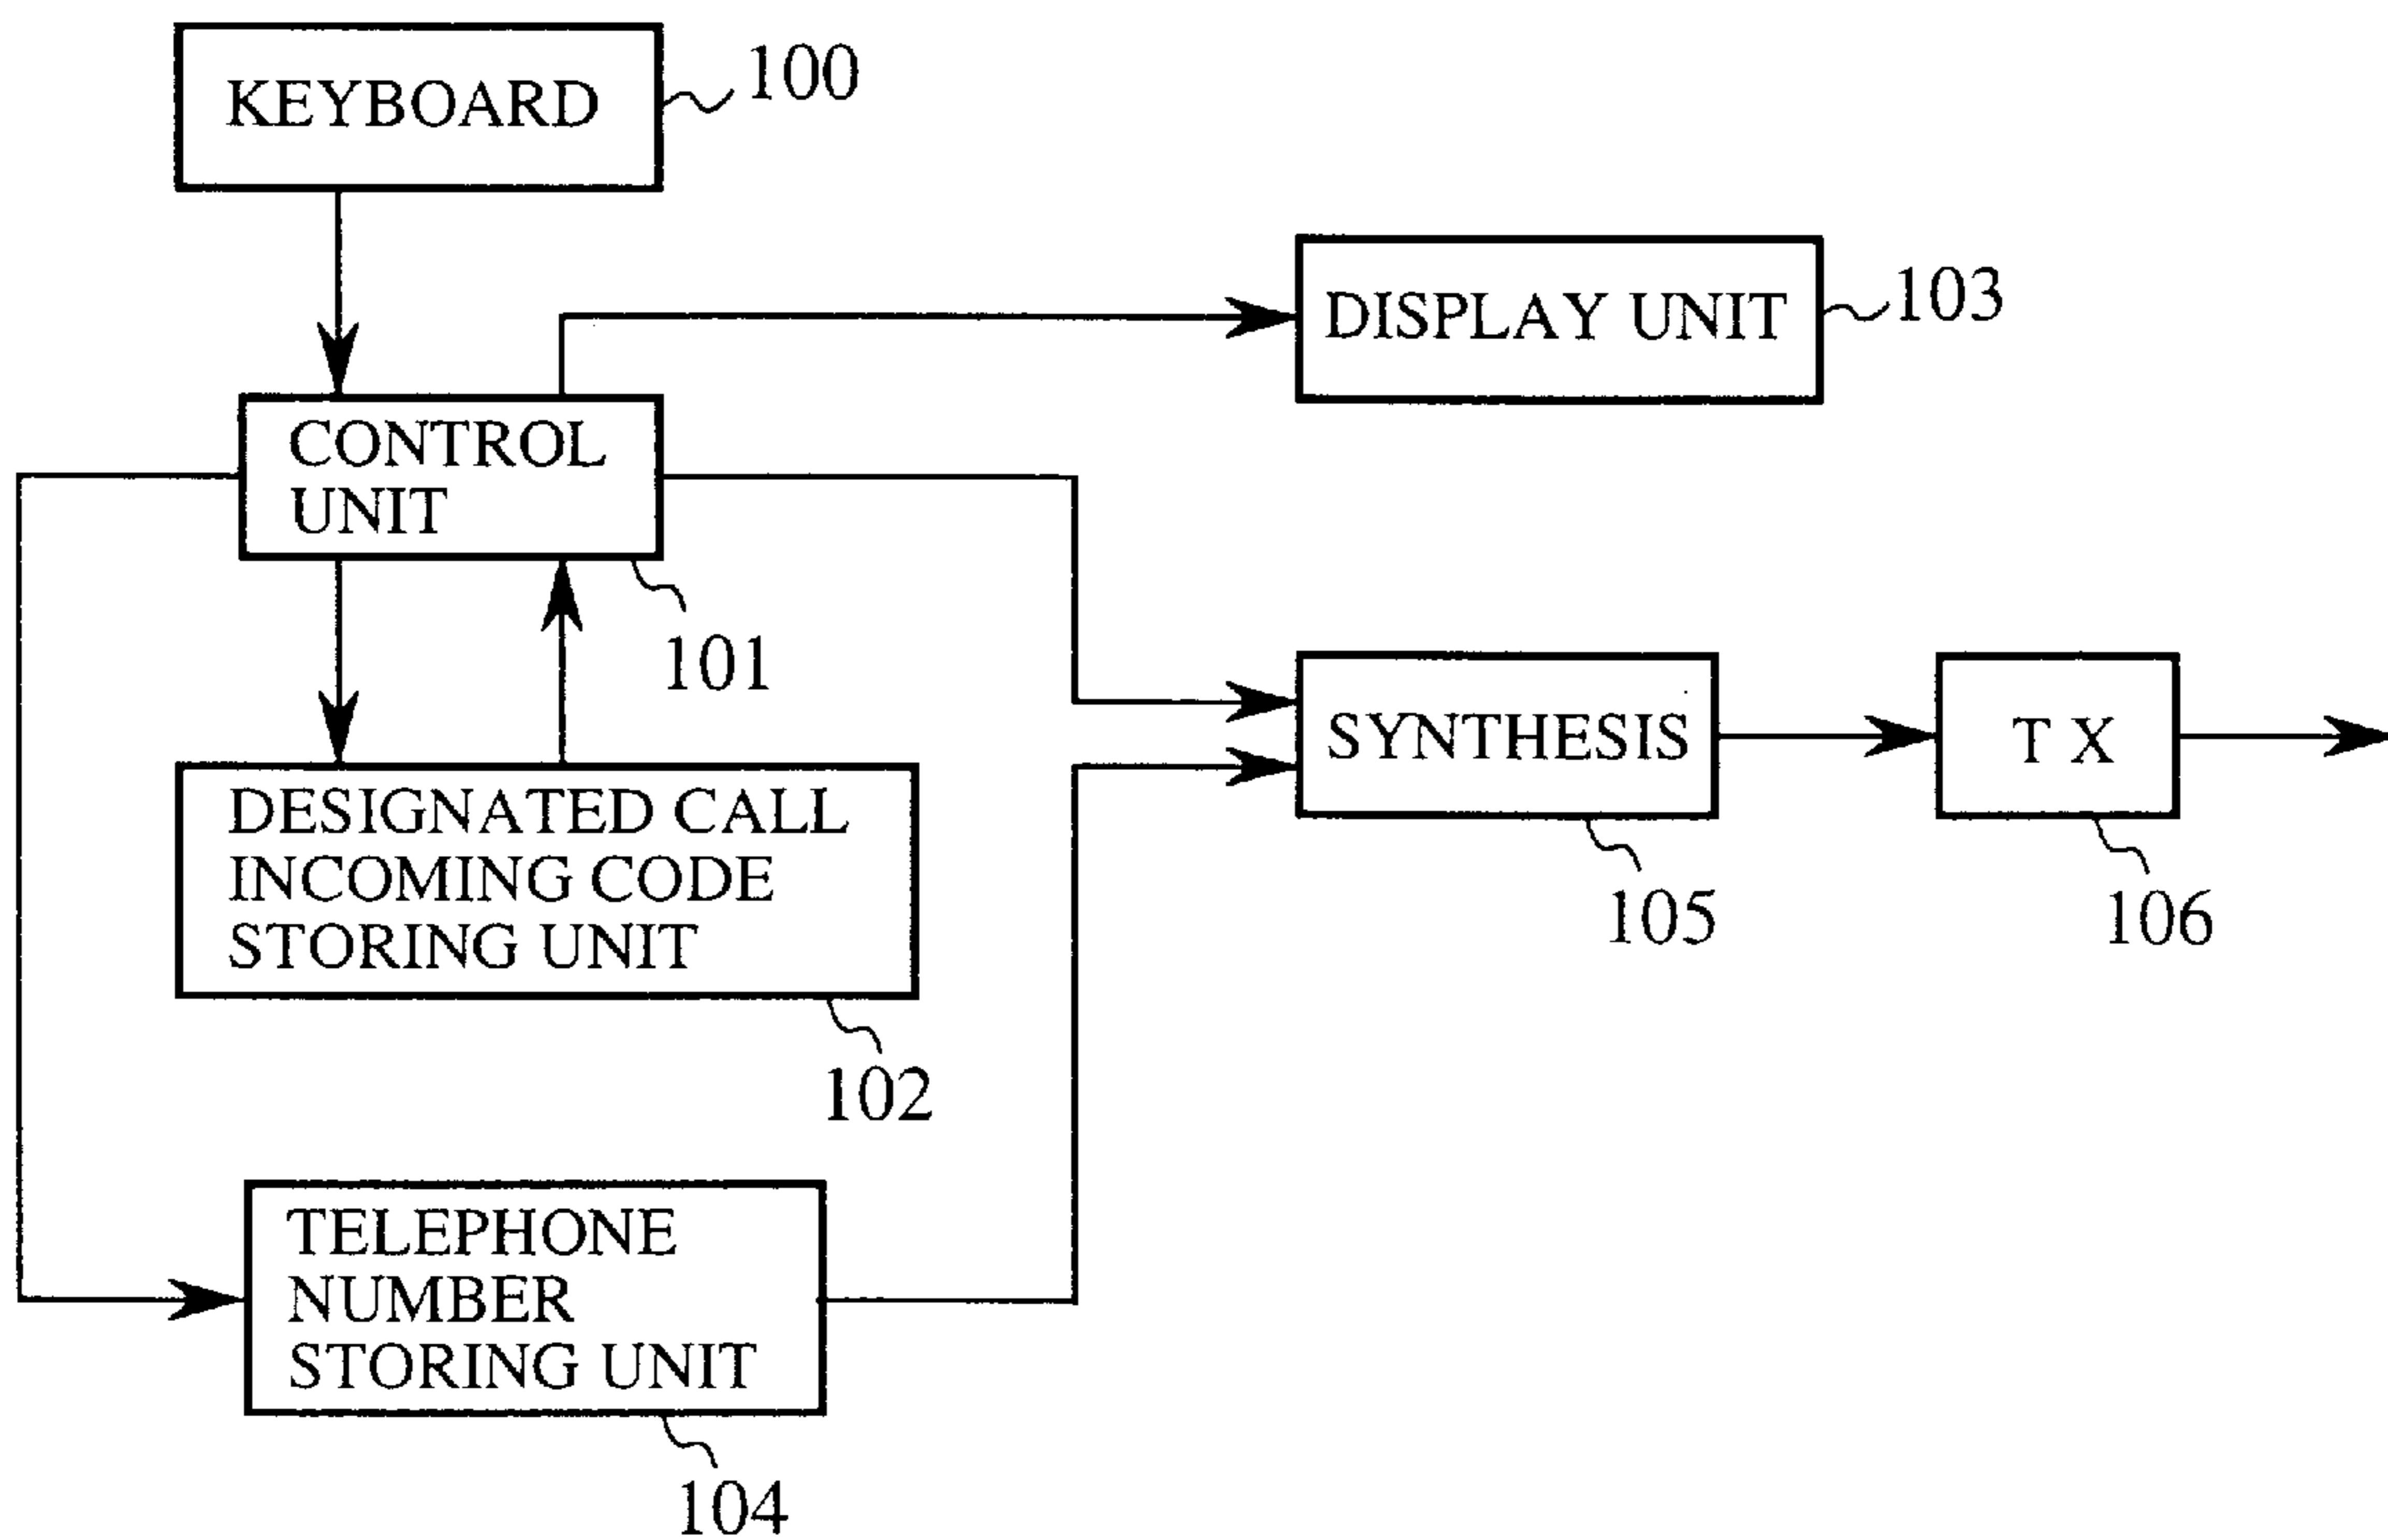 KEYBOARD
100
DISPLAY UNIT
103
CONTROL
UNIT
101
SYNTHESIS
105
T X
106
DESIGNATED CALL
INCOMING CODE
STORING UNIT
102
TELEPHONE
NUMBER
STORING UNIT
104